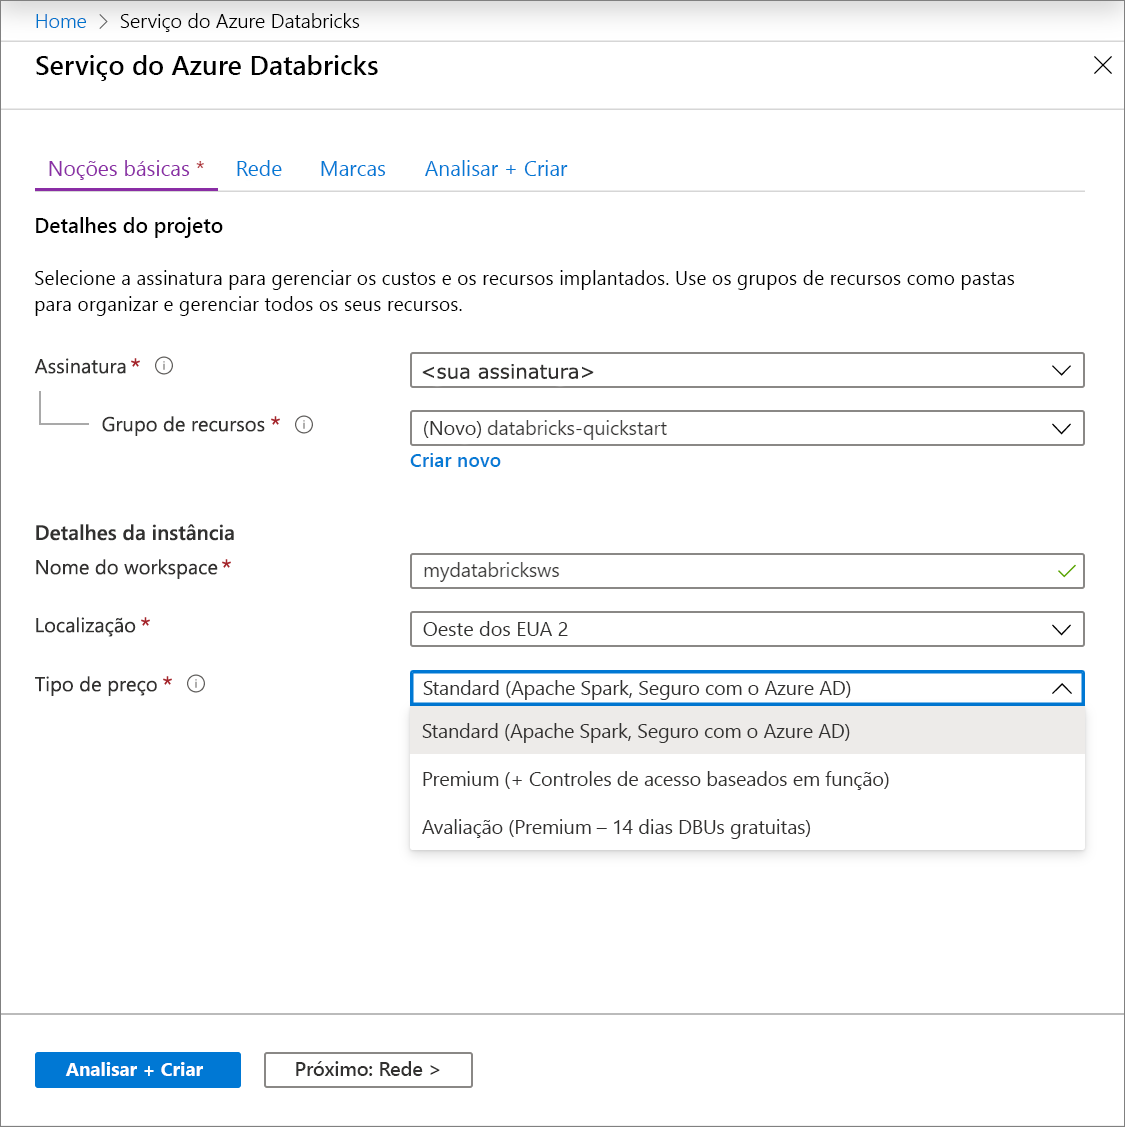 Home > Serviço do Azure Databricks
Serviço do Azure Databricks
Noções básicas * Rede Marcas Analisar + Criar
Detalhes do projeto
Selecione a assinatura para gerenciar os custos e os recursos implantados. Use os grupos de recursos como pastas
para organizar e gerenciar todos os seus recursos.
Assinatura * <sua assinatura>
Grupo de recursos * (Novo) databricks-quickstart
Criar novo
Detalhes da instância
Nome do workspace * mydatabricksws
Localização * Oeste dos EUA 2
Tipo de preço * Standard (Apache Spark, Seguro com o Azure AD)
Standard (Apache Spark, Seguro com o Azure AD)
Premium (+ Controles de acesso baseados em função)
Avaliação (Premium – 14 dias DBUs gratuitas)
Analisar + Criar Próximo: Rede >